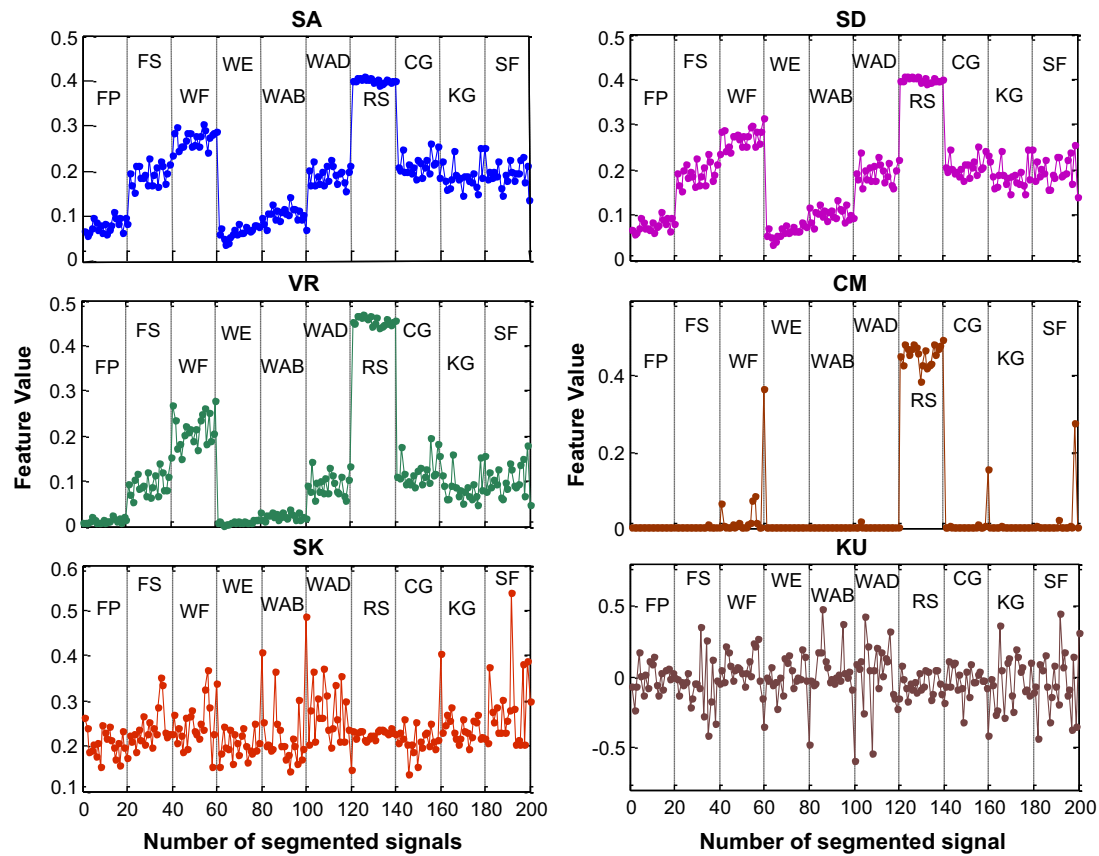 SA
SD
0.5
0.4
0.3
0.2
0.1
0
FP
FS
WF
WE
WAB
WAD
RS
CG
KG
SF
0.5
0.4
0.3
0.2
0.1
0
FP
FS
WF
WE
WAB
WAD
RS
CG
KG
SF
VR
CM
Feature Value
0.5
0.4
0.3
0.2
0.1
0
FP
FS
WF
WE
WAB
WAD
RS
CG
KG
SF
Feature Value
0.4
0.2
0
FP
FS
WF
WE
WAB
WAD
RS
CG
KG
SF
SK
KU
0.6
0.5
0.4
0.3
0.2
0.1
FP
FS
WF
WE
WAB
WAD
RS
CG
KG
SF
0 20 40 60 80 100 120 140 160 180 200
Number of segmented signals
0.5
0
-0.5
FP
FS
WF
WE
WAB
WAD
RS
CG
KG
SF
0 20 40 60 80 100 120 140 160 180 200
Number of segmented signal